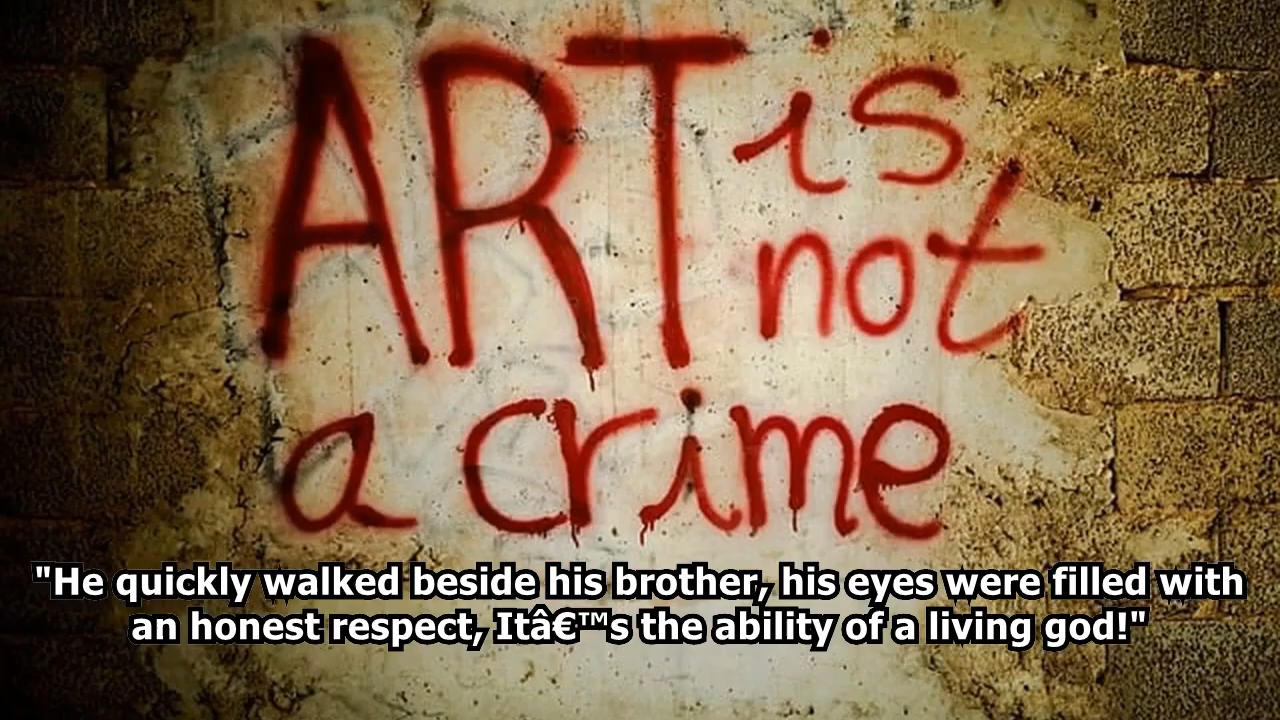 ART is
not
a crime
"He quickly walked beside his brother, his eyes were filled with
an honest respect, Itâ€™s the ability of a living god!"